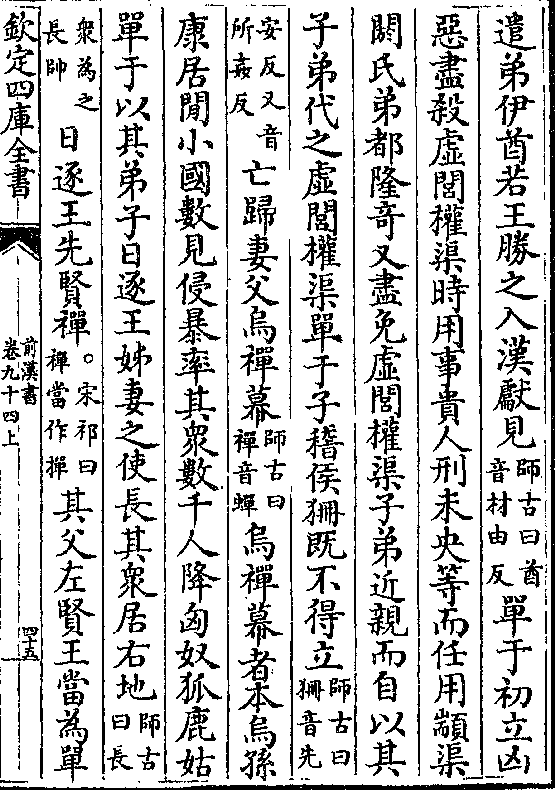 遣弟伊酋若王勝之入漢獻見師古曰酋音材由反單于初立凶
惡盡殺虛閭權渠時用事貴人刑未央等而任用顓渠
閼氏弟都隆奇又盡免虛閭權渠子弟近親而自以其
子弟代之虛閭權渠單于子稽侯狦既不得立師古曰狦音先
安反又音所姦反亡歸妻父烏禪幕師古曰禪音蟬烏禪幕者本烏孫
康居閒小國數見侵暴率其衆數千人降匈奴狐鹿姑
單于以其弟子日逐王姊妻之使長其衆居右地師古曰長
衆為之長帥日逐王先賢禪。宋祁曰禪當作撣其父左賢王當為單
欽定四庫全書
前漢書
卷九十四上
四十五